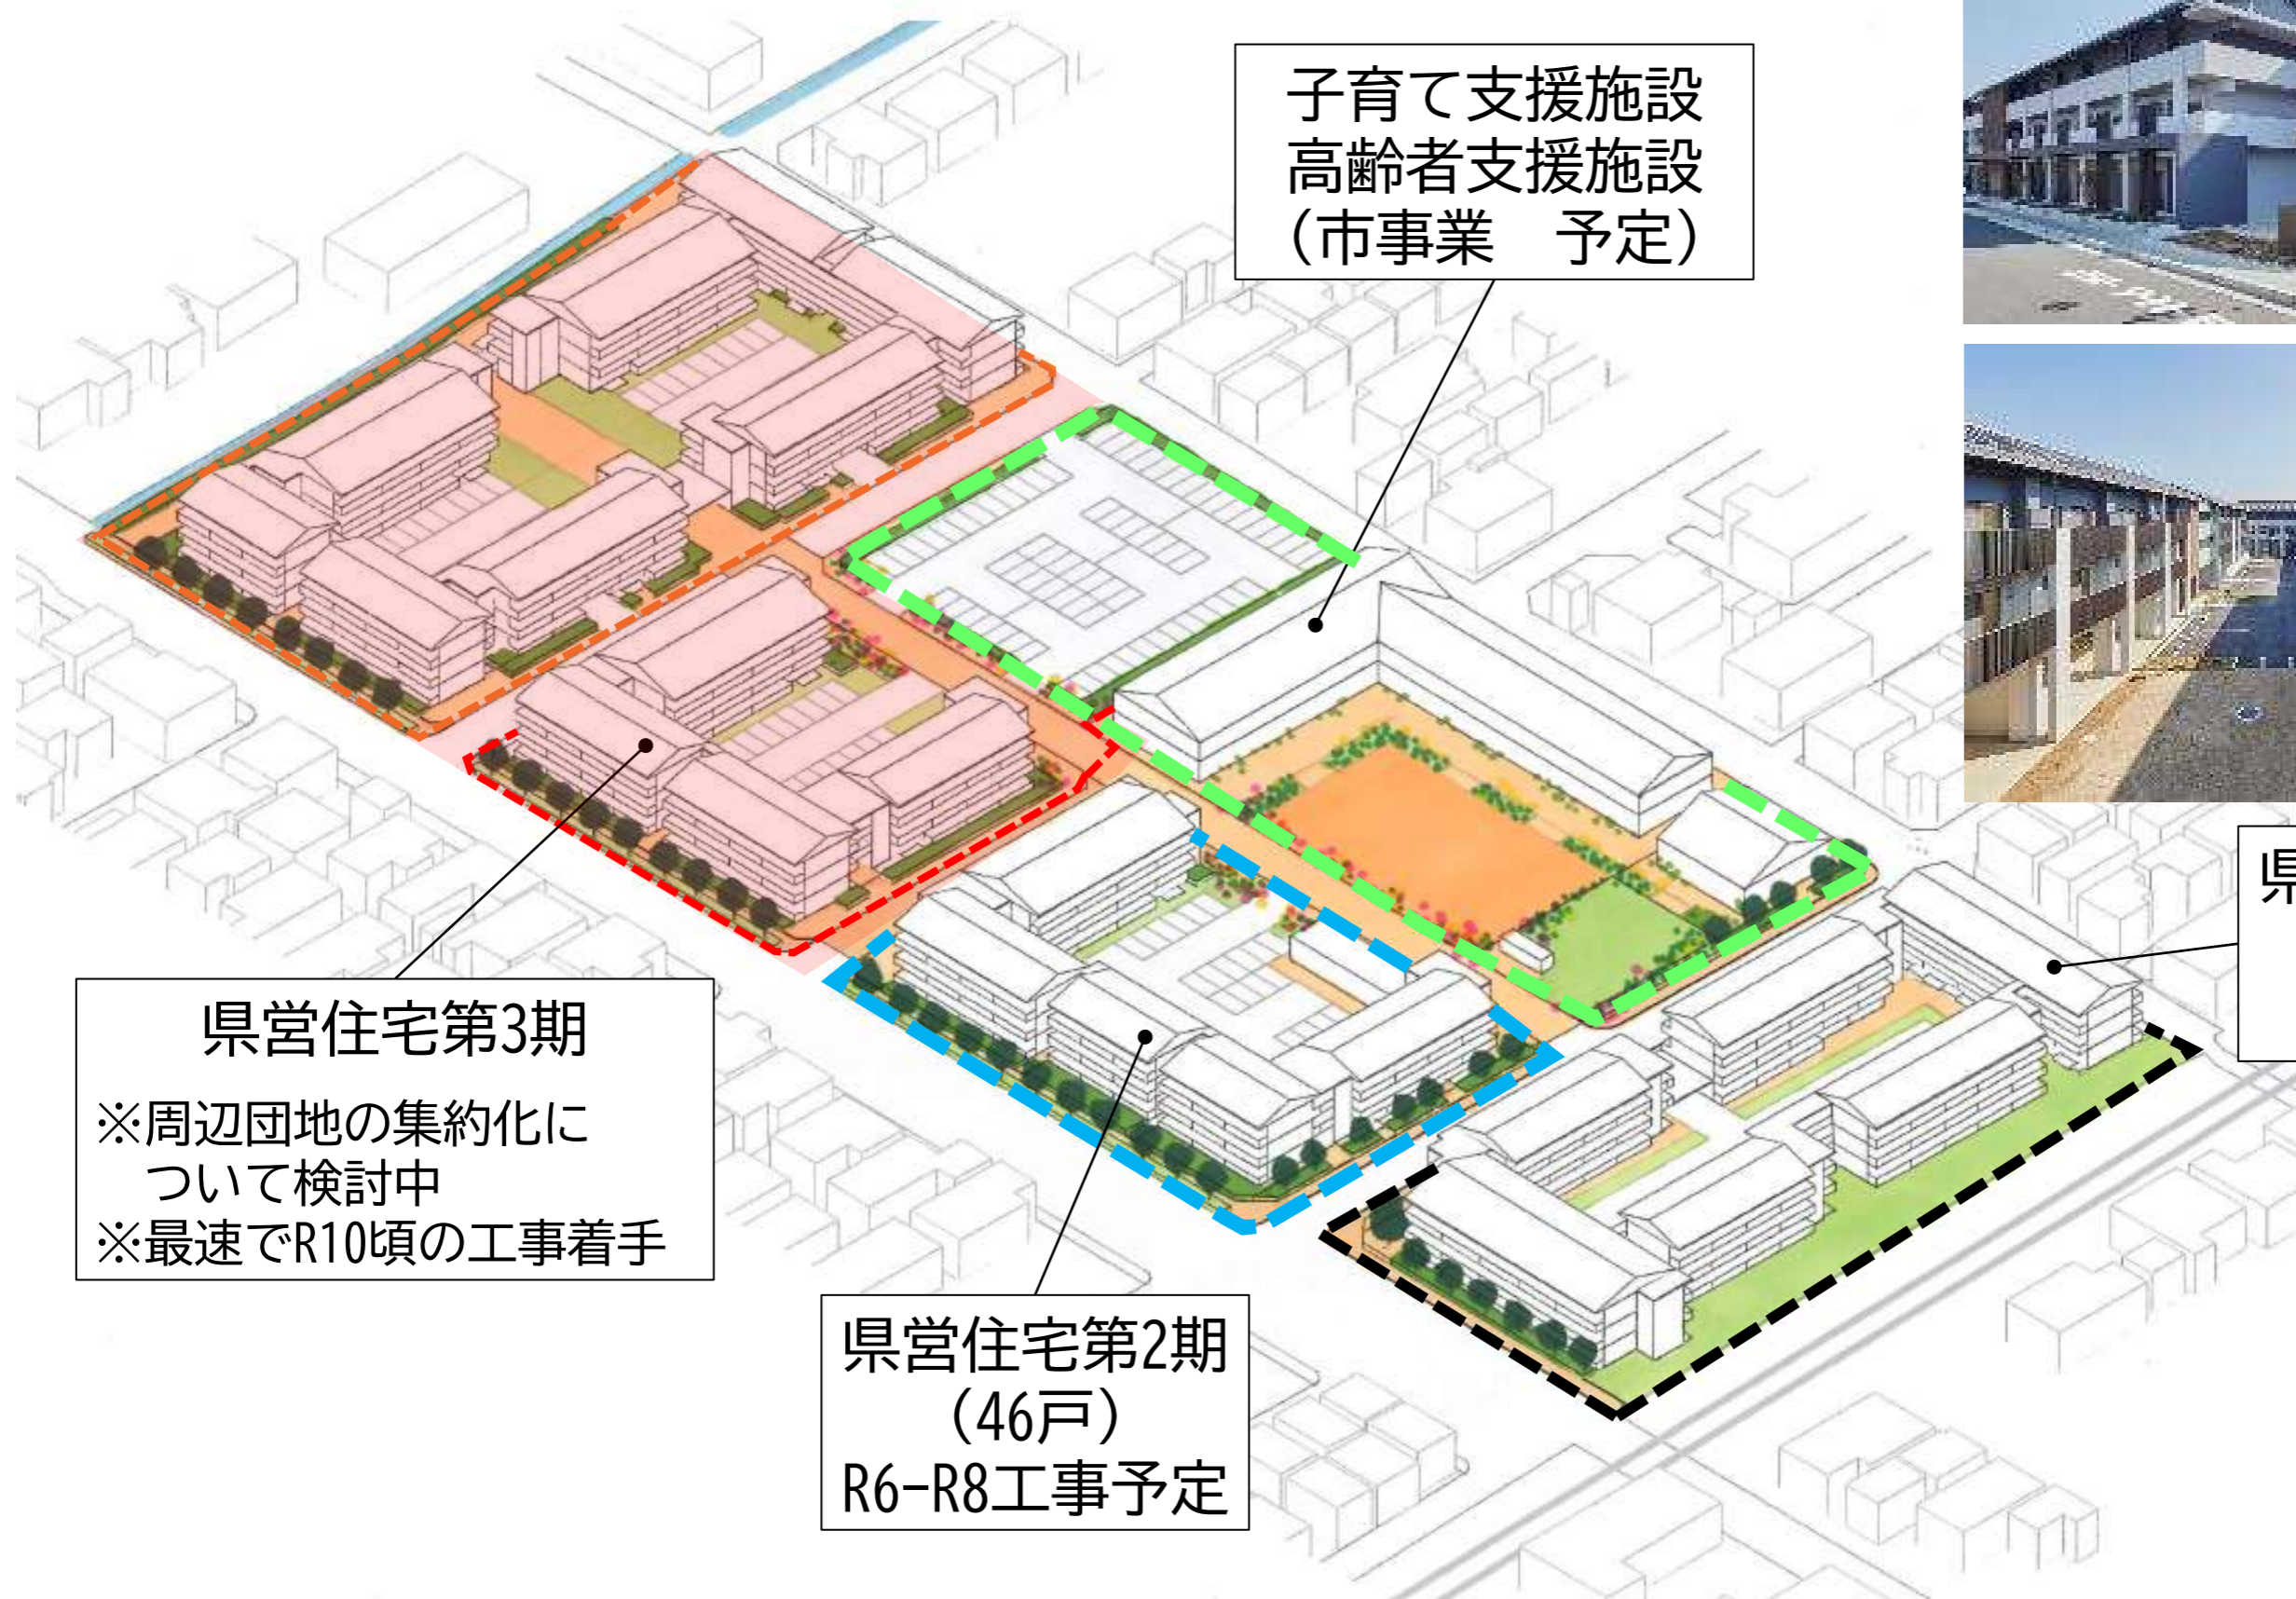 子育て支援施設
高齢者支援施設
（市事業　予定）
県
県営住宅第3期
※周辺団地の集約化に
ついて検討中
※最速でR10頃の工事着手
県営住宅第2期
（46戸）
R6-R8工事予定